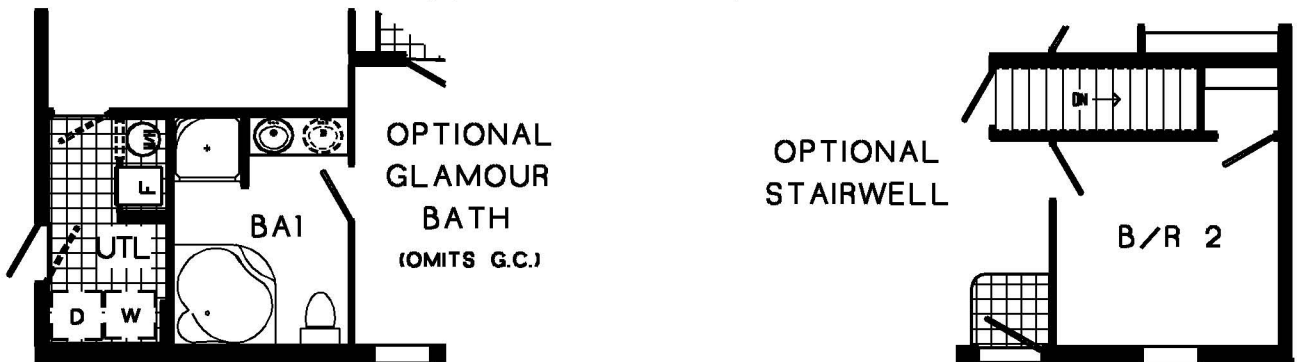 OPTIONAL
GLAMOUR
BATH
(OMITS G.C.)
W/H
F
BA1
UTL
D
W
OPTIONAL
STAIRWELL
DN
B/R 2